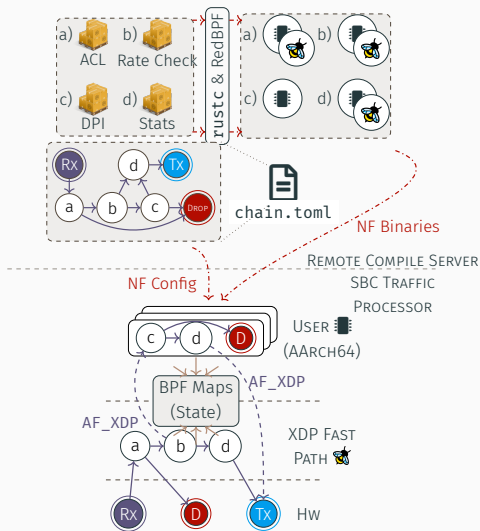 a) b)
ACL Rate Check
c) d)
DPI Stats
rustc & RedBPF
a) b)
c) d)
Rx d Tx
a b c Drop
chain.toml
NF Binaries
Remote Compile Server
NF Config
SBC Traffic
Processor
c d D
User
(AArch64)
BPF Maps
(State)
AF_XDP
AF_XDP
a b d
XDP Fast
Path
Rx D Tx
Hw